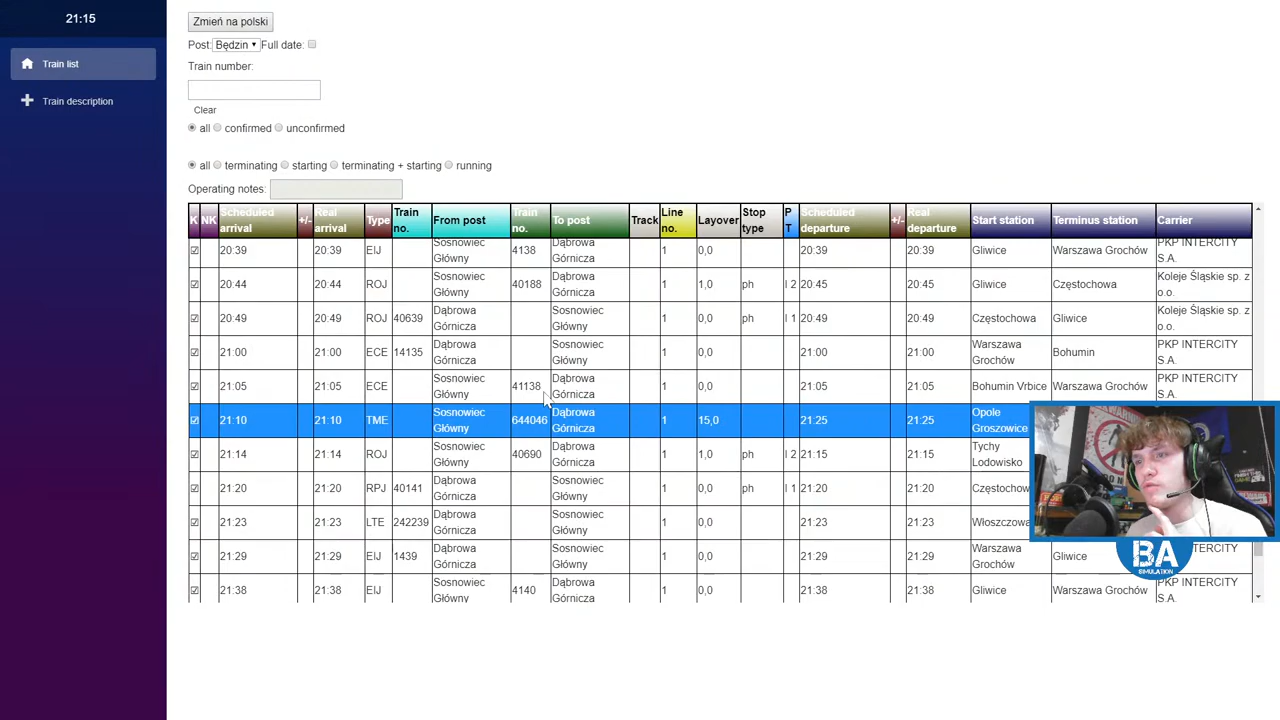 21:15
Train list
Train description
Zmień na polski
Post: Będzin Full date:
Train number:
Clear
all confirmed unconfirmed
all terminating starting terminating + starting running
Operating notes:
K NK Scheduled arrival +/- Real arrival Type Train no. From post Train no. To post Track Line no. Layover Stop type P T Scheduled departure +/- Real departure Start station Terminus station Carrier
20:39 20:39 EIJ Sosnowiec Główny 4138 Dąbrowa Górnicza 1 0,0 20:39 20:39 Gliwice Warszawa Grochów PKP INTERCITY S.A.
20:44 20:44 ROJ Sosnowiec Główny 40188 Dąbrowa Górnicza 1 1,0 ph I 2 20:45 20:45 Gliwice Częstochowa Koleje Śląskie sp. z o.o.
20:49 20:49 ROJ 40639 Dąbrowa Górnicza Sosnowiec Główny 1 0,0 ph I 1 20:49 20:49 Częstochowa Gliwice Koleje Śląskie sp. z o.o.
21:00 21:00 ECE 14135 Dąbrowa Górnicza Sosnowiec Główny 1 0,0 21:00 21:00 Warszawa Grochów Bohumin PKP INTERCITY S.A.
21:05 21:05 ECE Sosnowiec Główny 41138 Dąbrowa Górnicza 1 0,0 21:05 21:05 Bohumin Vrbice Warszawa Grochów PKP INTERCITY S.A.
21:10 21:10 TME Sosnowiec Główny 644046 Dąbrowa Górnicza 1 15,0 21:25 21:25 Opole Groszowice
21:14 21:14 ROJ Sosnowiec Główny 40690 Dąbrowa Górnicza 1 1,0 ph I 2 21:15 21:15 Tychy Lodowisko
21:20 21:20 RPJ 40141 Dąbrowa Górnicza Sosnowiec Główny 1 0,0 ph I 1 21:20 21:20 Częstochow
21:23 21:23 LTE 242239 Dąbrowa Górnicza Sosnowiec Główny 1 0,0 21:23 21:23 Włoszczowa
21:29 21:29 EIJ 1439 Dąbrowa Górnicza Sosnowiec Główny 1 0,0 21:29 21:29 Warszawa Grochów Gliwice TERCITY S.A.
21:38 21:38 EIJ Sosnowiec Główny 4140 Dąbrowa Górnicza 1 0,0 21:38 21:38 Gliwice Warszawa Grochów PKP INTERCITY S.A.
BA
SIMULATION